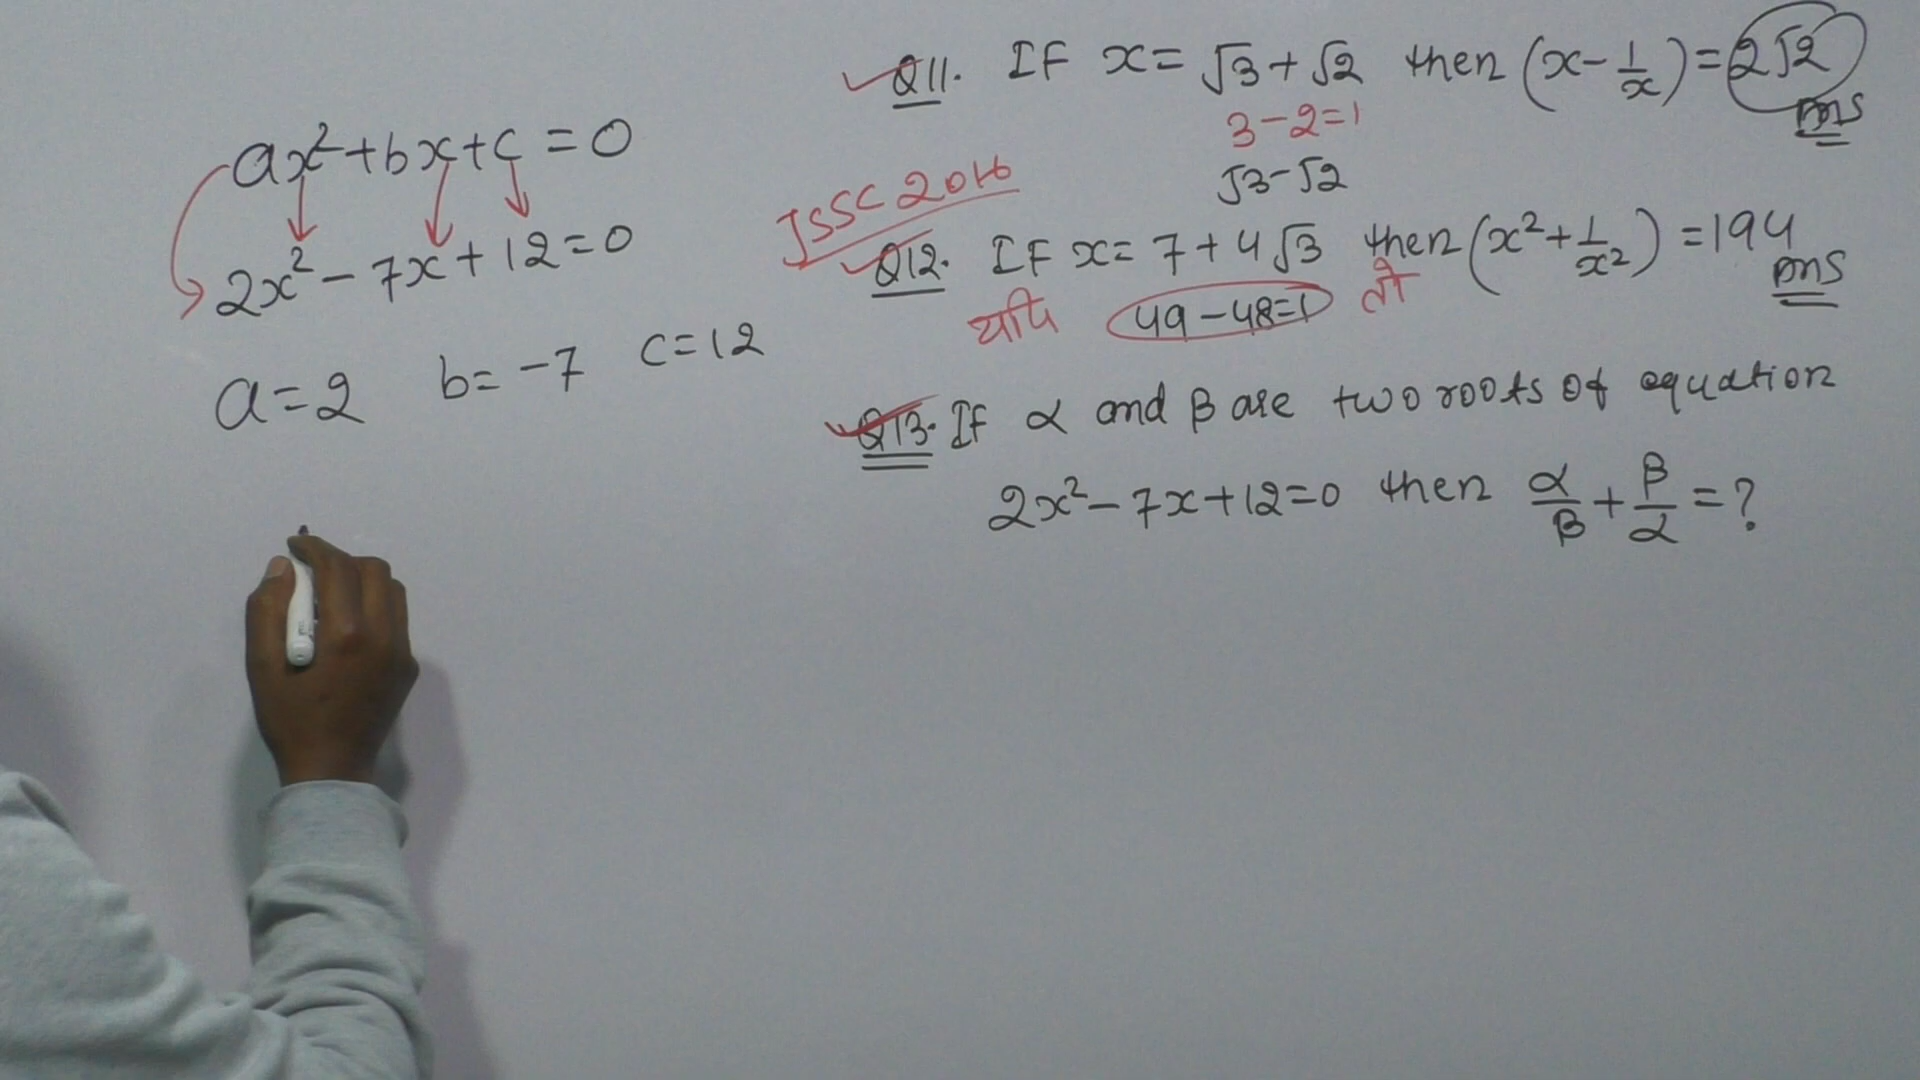 ax²+bx+c=0
2x²-7x+12=0
a=2 b=-7 c=12
Q11. IF x=√3+√2 then (x-1/x)=2√2
Ans
3-2=1
√3-√2
JSSC 2016
Q12. IF x=7+4√3 then (x²+1/x²)=194
Ans
यदि 49-48=1 तो
Q13. IF α and β are two roots of equation
2x²-7x+12=0 then α/β+β/α=?